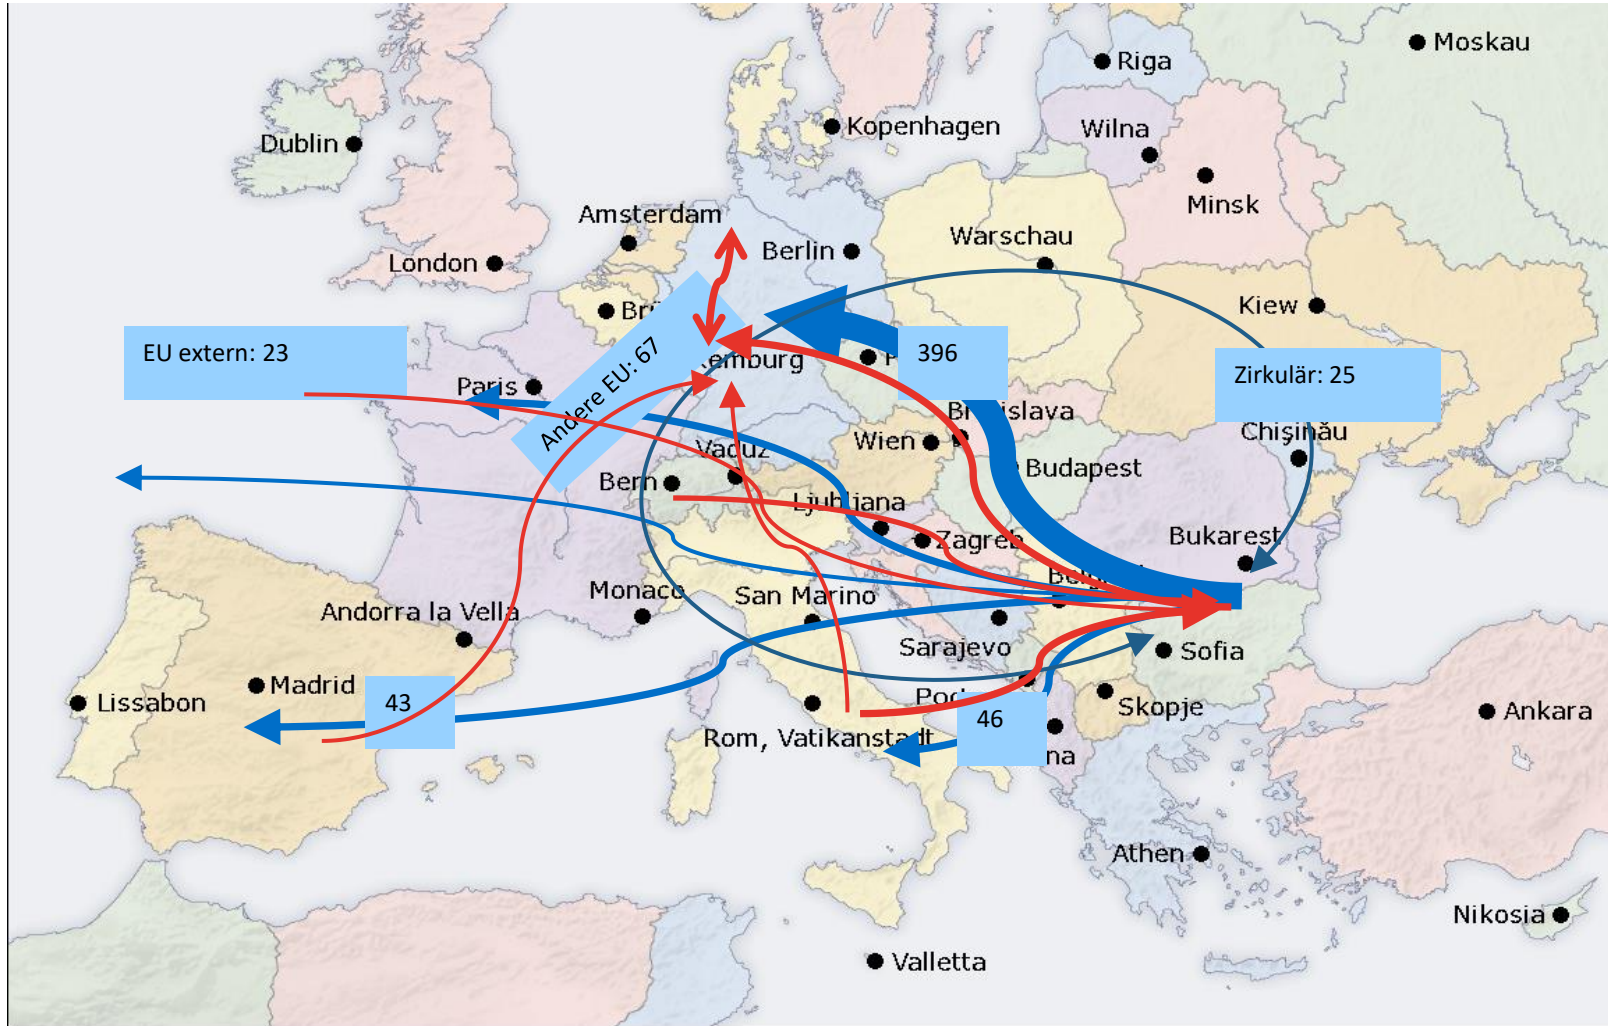 Moskau
Riga
Kopenhagen
Wilna
Dublin
Minsk
Amsterdam
Warschau
Berlin
London
Kiew
EU extern: 23
396
Andere EU: 67
Zirkulär: 25
Paris
Chişinău
Wien
Vaduz
Budapest
Bern
Ljubljana
Bukarest
Zagreb
Monaco
San Marino
Andorra la Vella
Sarajevo
Sofia
Madrid
Lissabon
43
46
Skopje
Ankara
Rom, Vatikanstadt
Athen
Nikosia
Valletta